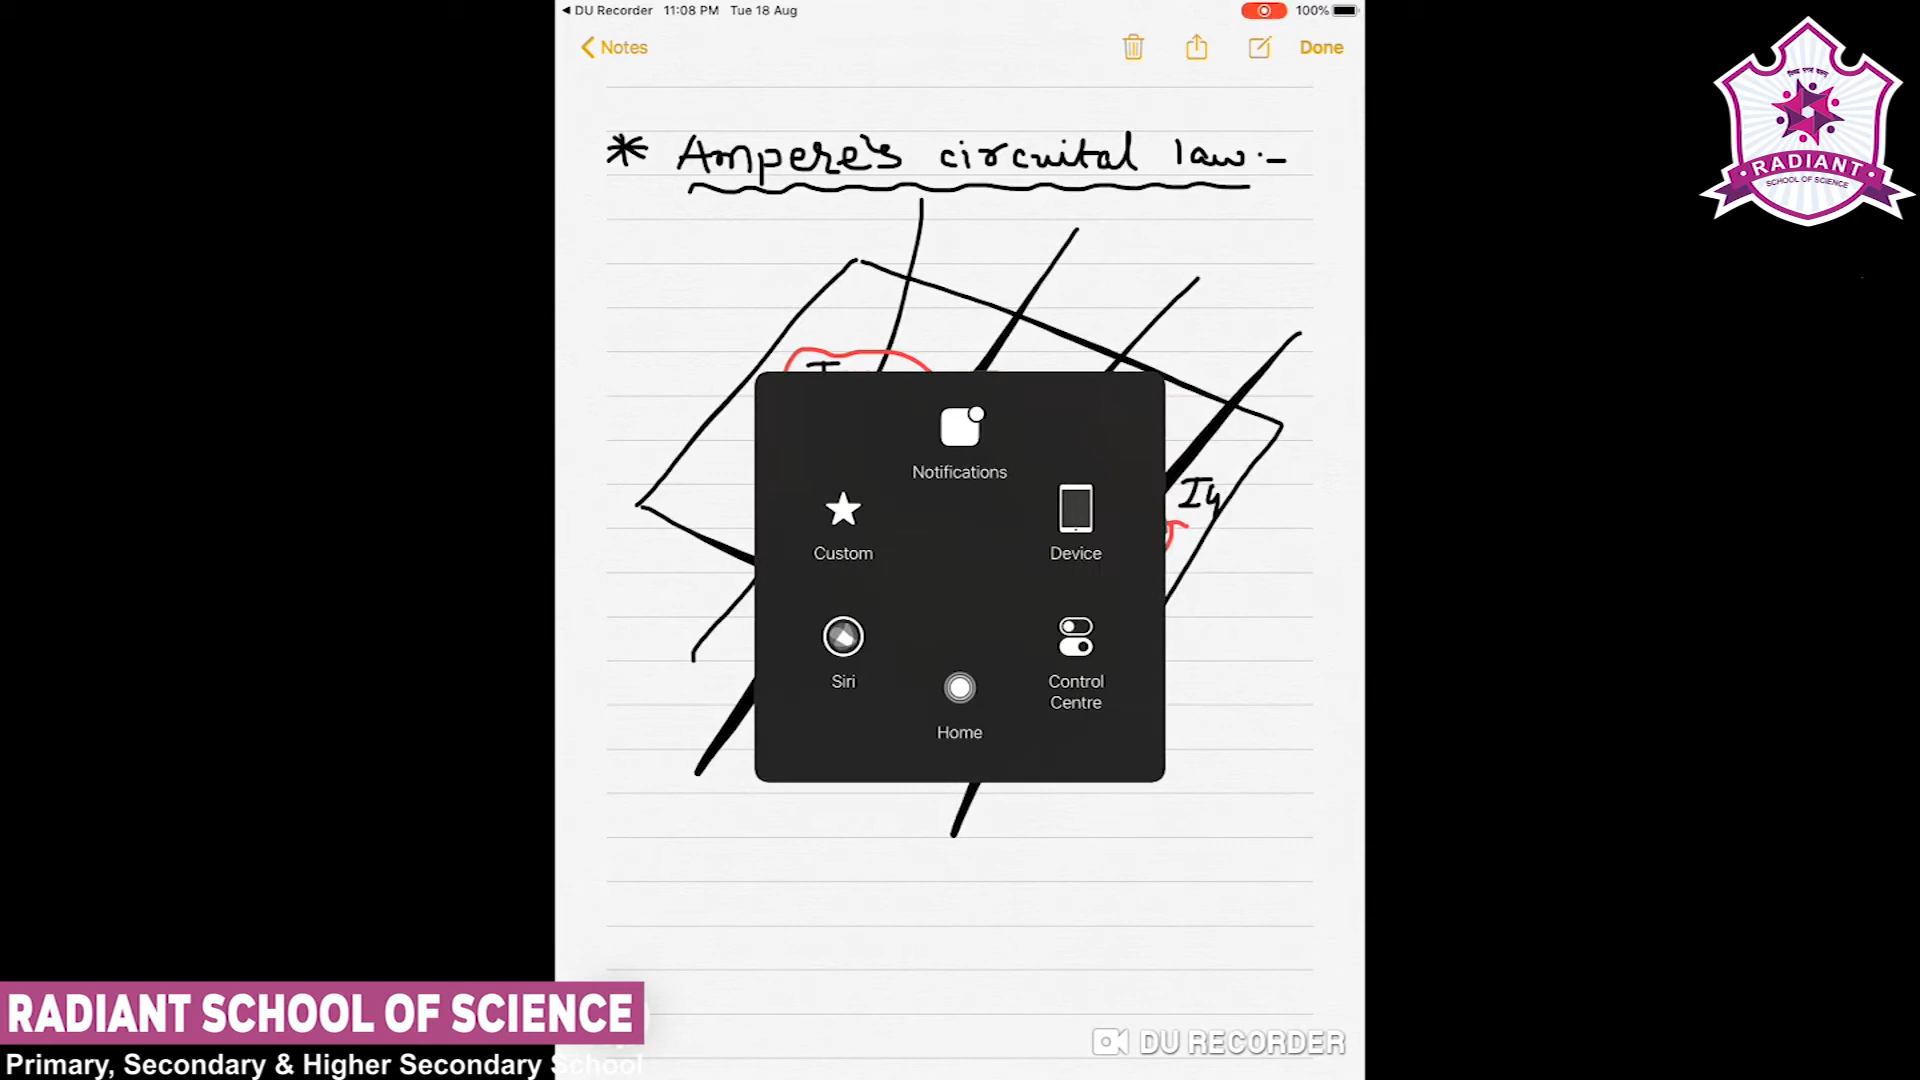 DU Recorder 11:08 PM Tue 18 Aug
100%
Notes
Done
* Ampere's circuital law:-
I
I4
Notifications
Custom
Device
Siri
Control
Centre
Home
RADIANT
SCHOOL OF SCIENCE
RADIANT SCHOOL OF SCIENCE
Primary, Secondary & Higher Secondary School
DU RECORDER